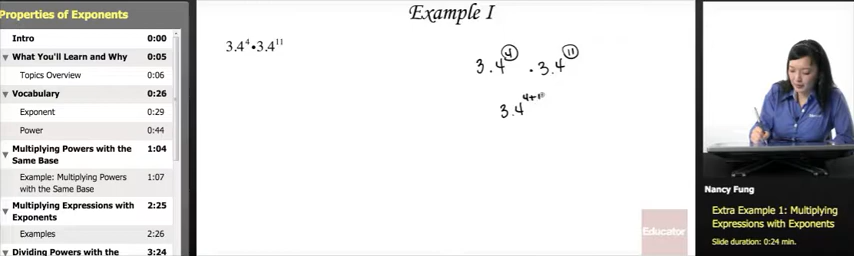 Properties of Exponents
Intro 0:00
What You'll Learn and Why 0:05
Topics Overview 0:06
Vocabulary 0:26
Exponent 0:29
Power 0:44
Multiplying Powers with the
Same Base 1:04
Example: Multiplying Powers
with the Same Base 1:07
Multiplying Expressions with
Exponents 2:25
Examples 2:26
Dividing Powers with the 3:24
Example I
3.4⁴•3.4¹¹
3.4⁴ · 3.4¹¹
3.4⁴⁺¹
Educator
Nancy Fung
Extra Example 1: Multiplying
Expressions with Exponents
Slide duration: 0:24 min.